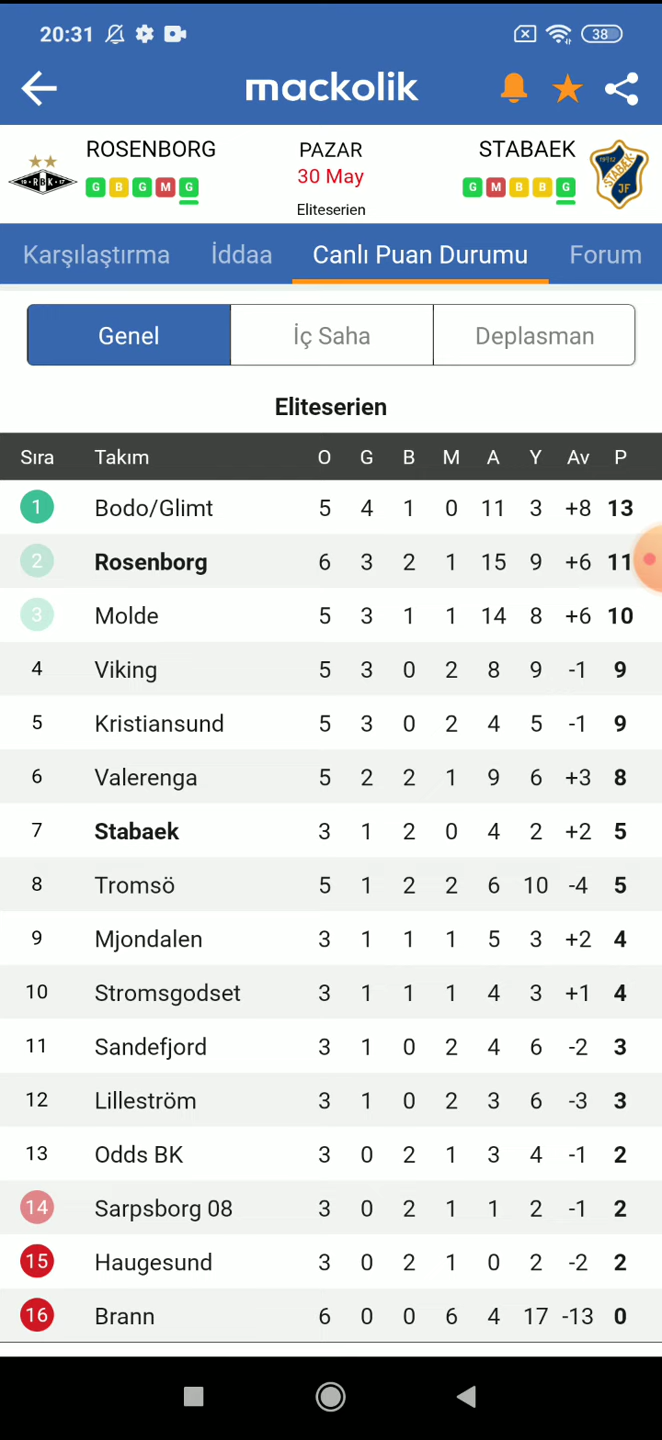 20:31 38
mackolik
ROSENBORG PAZAR STABAEK
30 May
G B G M G G M B B G
Eliteserien
Karşılaştırma İddaa Canlı Puan Durumu Forum
Genel İç Saha Deplasman
Eliteserien
Sıra Takım O G B M A Y Av P
1 Bodo/Glimt 5 4 1 0 11 3 +8 13
2 Rosenborg 6 3 2 1 15 9 +6 11
3 Molde 5 3 1 1 14 8 +6 10
4 Viking 5 3 0 2 8 9 -1 9
5 Kristiansund 5 3 0 2 4 5 -1 9
6 Valerenga 5 2 2 1 9 6 +3 8
7 Stabaek 3 1 2 0 4 2 +2 5
8 Tromsö 5 1 2 2 6 10 -4 5
9 Mjondalen 3 1 1 1 5 3 +2 4
10 Stromsgodset 3 1 1 1 4 3 +1 4
11 Sandefjord 3 1 0 2 4 6 -2 3
12 Lilleström 3 1 0 2 3 6 -3 3
13 Odds BK 3 0 2 1 3 4 -1 2
14 Sarpsborg 08 3 0 2 1 1 2 -1 2
15 Haugesund 3 0 2 1 0 2 -2 2
16 Brann 6 0 0 6 4 17 -13 0